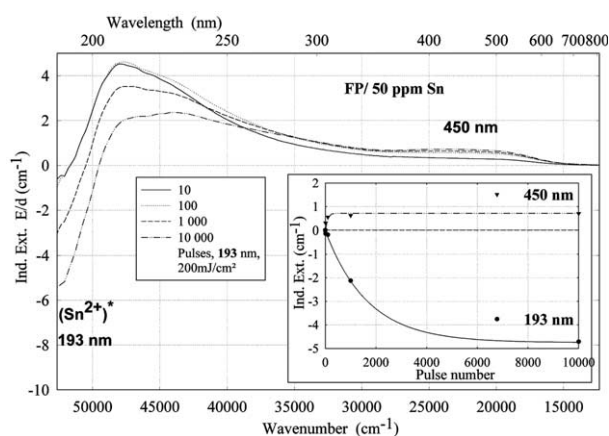 Wavelength (nm)
200 225 250 300 400 500 600 700 800
FP/ 50 ppm Sn
450 nm
10
100
1 000
10 000
Pulses, 193 nm,
200mJ/cm²
(Sn2+)*
193 nm
4
2
0
-2
-4
-6
-8
-10
Ind. Ext. E/d (cm-1)
50000 45000 40000 35000 30000 25000 20000 15000
Wavenumber (cm-1)
2
1
0
-1
-2
-3
-4
-5
Ind. Ext. (cm-1)
450 nm
193 nm
0 2000 4000 6000 8000 10000
Pulse number